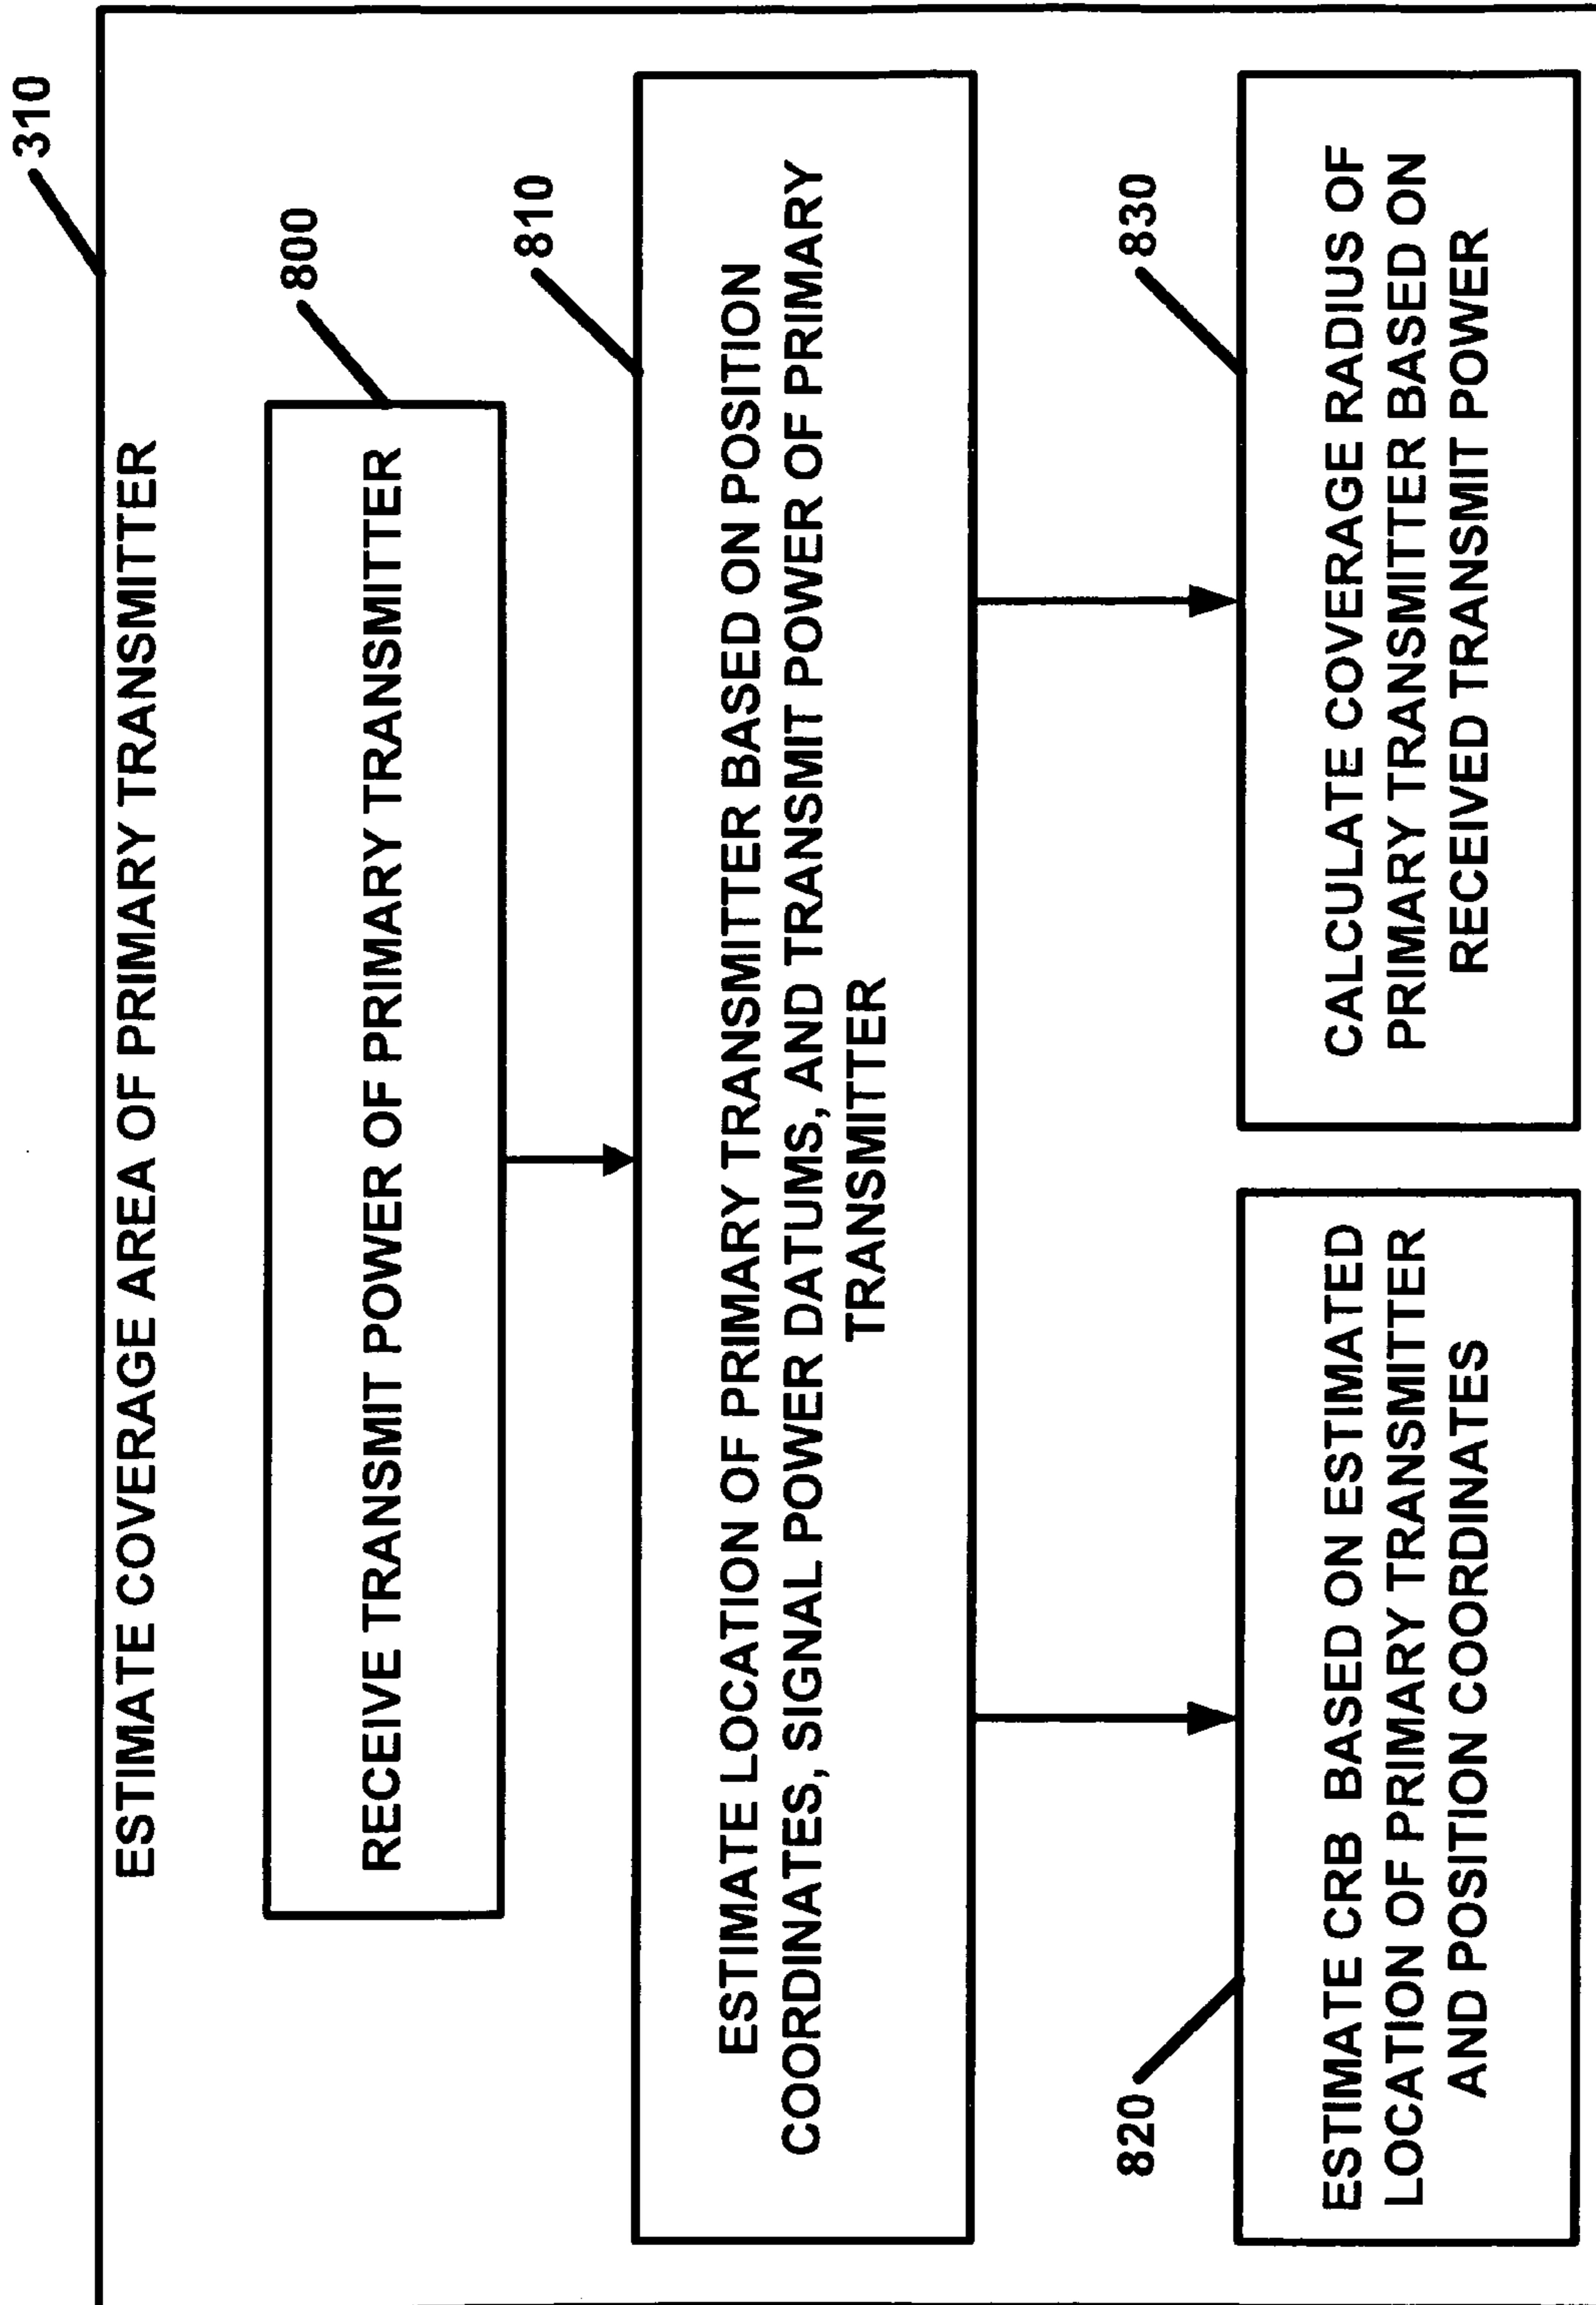 310
ESTIMATE COVERAGE AREA OF PRIMARY TRANSMITTER
800
RECEIVE TRANSMIT POWER OF PRIMARY TRANSMITTER
810
ESTIMATE LOCATION OF PRIMARY TRANSMITTER BASED ON POSITION
COORDINATES, SIGNAL POWER DATUMS, AND TRANSMIT POWER OF PRIMARY
TRANSMITTER
820
ESTIMATE CRB BASED ON ESTIMATED
LOCATION OF PRIMARY TRANSMITTER
AND POSITION COORDINATES
830
CALCULATE COVERAGE RADIUS OF
PRIMARY TRANSMITTER BASED ON
RECEIVED TRANSMIT POWER